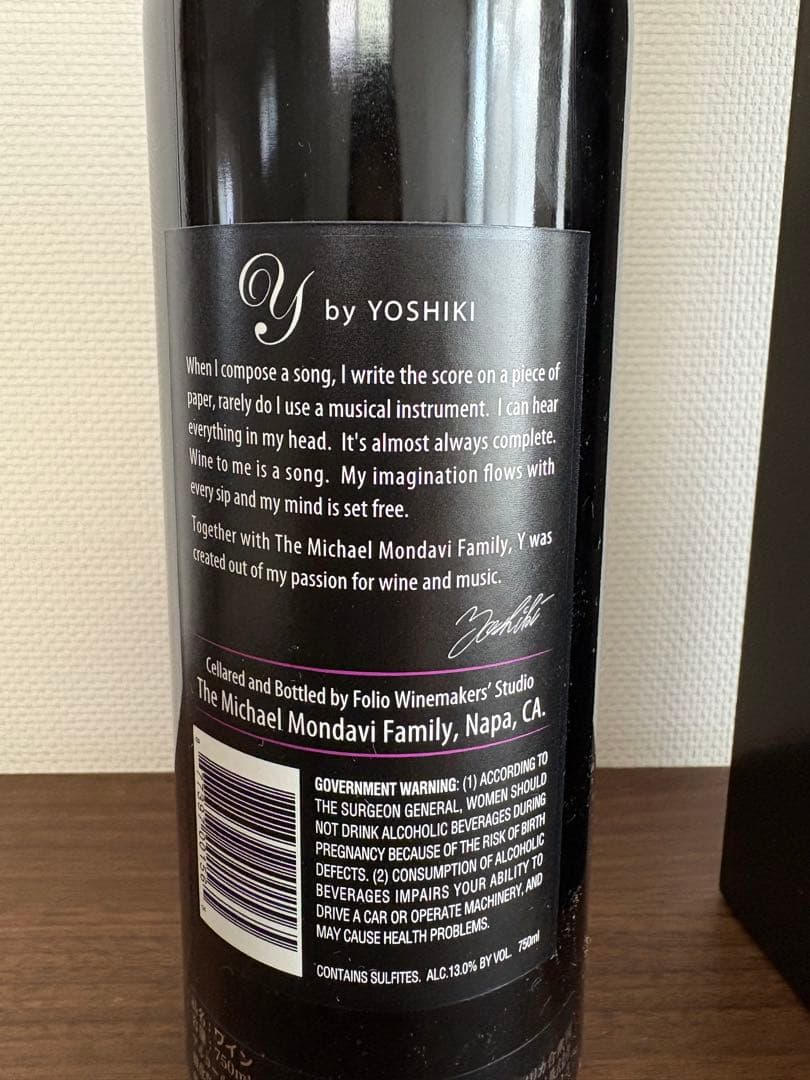 Y by YOSHIKI
When I compose a song, I write the score on a piece of
paper, rarely do I use a musical instrument. I can hear
everything in my head. It's almost always complete.
Wine to me is a song. My imagination flows with
every sip and my mind is set free.
Together with The Michael Mondavi Family, Y was
created out of my passion for wine and music.
Yoshiki
Cellared and Bottled by Folio Winemakers' Studio
The Michael Mondavi Family, Napa, CA.
GOVERNMENT WARNING: (1) ACCORDING TO
THE SURGEON GENERAL, WOMEN SHOULD
NOT DRINK ALCOHOLIC BEVERAGES DURING
PREGNANCY BECAUSE OF THE RISK OF BIRTH
DEFECTS. (2) CONSUMPTION OF ALCOHOLIC
BEVERAGES IMPAIRS YOUR ABILITY TO
DRIVE A CAR OR OPERATE MACHINERY, AND
MAY CAUSE HEALTH PROBLEMS.
CONTAINS SULFITES. ALC.13.0% BY VOL. 750ml
ワイン
750ml